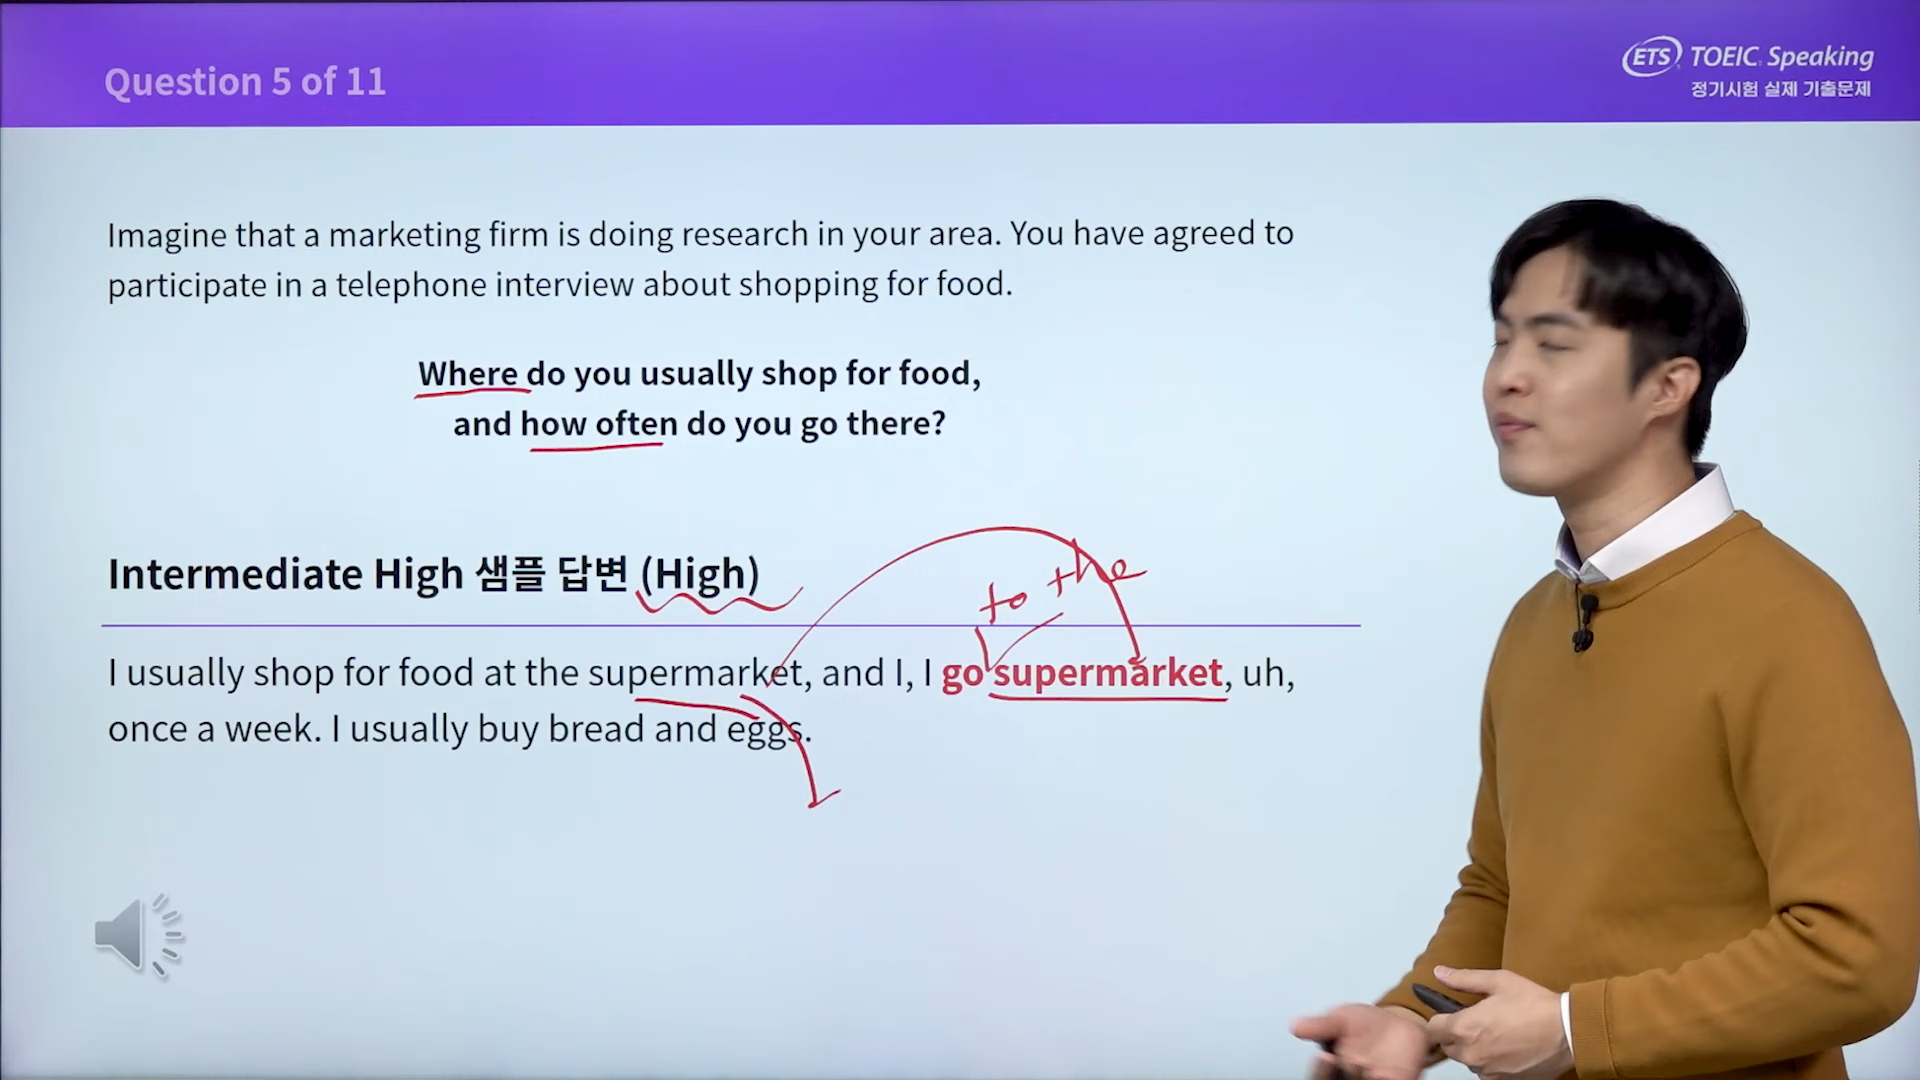 Question 5 of 11
ETS TOEIC Speaking
정기시험 실제 기출문제
Imagine that a marketing firm is doing research in your area. You have agreed to
participate in a telephone interview about shopping for food.
Where do you usually shop for food,
and how often do you go there?
Intermediate High 샘플 답변 (High)
to the
I usually shop for food at the supermarket, and I, I go supermarket, uh,
once a week. I usually buy bread and eggs.